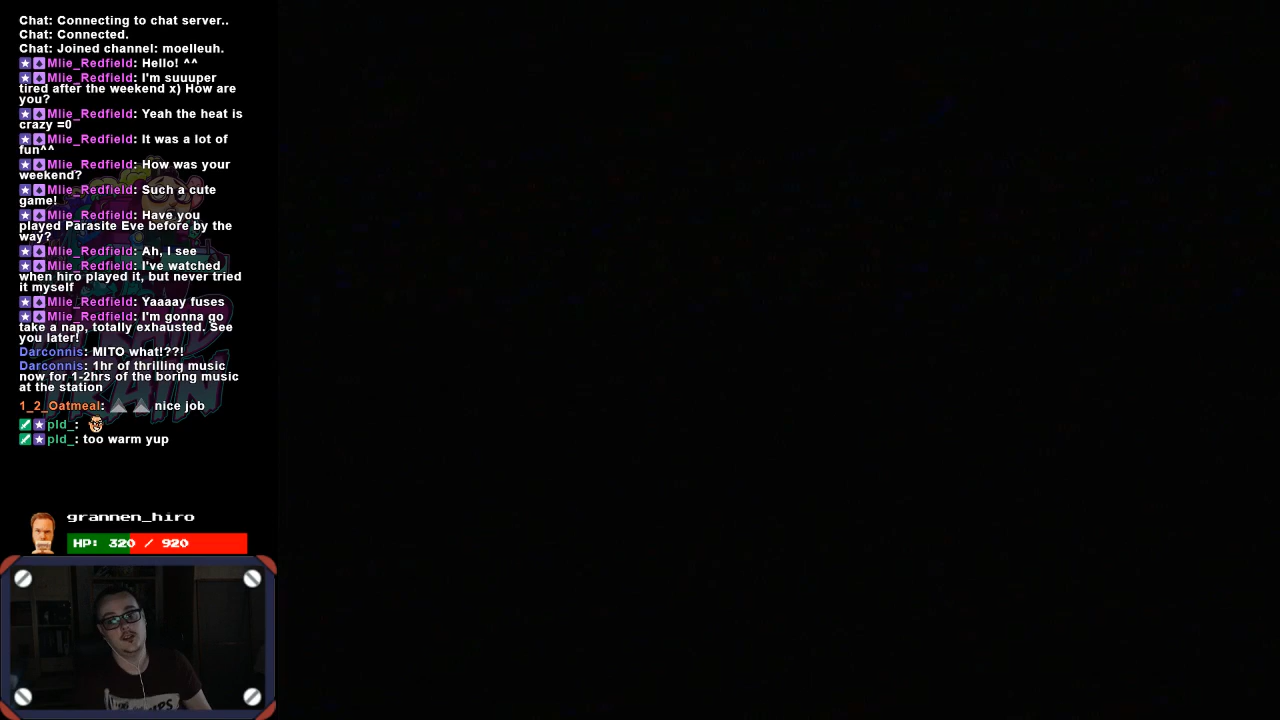 Chat: Connecting to chat server..
Chat: Connected.
Chat: Joined channel: moelleuh.
Mlie_Redfield: Hello! ^^
Mlie_Redfield: I'm suuuper
tired after the weekend x) How are
you?
Mlie_Redfield: Yeah the heat is
crazy =0
Mlie_Redfield: It was a lot of
fun^^
Mlie_Redfield: How was your
weekend?
Mlie_Redfield: Such a cute
game!
Mlie_Redfield: Have you
played Parasite Eve before by the
way?
Mlie_Redfield: Ah, I see
Mlie_Redfield: I've watched
when hiro played it, but never tried
it myself
Mlie_Redfield: Yaaaay fuses
Mlie_Redfield: I'm gonna go
take a nap, totally exhausted. See
you later!
Darconnis: MITO what!??!
Darconnis: 1hr of thrilling music
now for 1-2hrs of the boring music
at the station
1_2_Oatmeal: nice job
pld_:
pld_: too warm yup
grannen_hiro
HP: 320 / 920
TRAIN